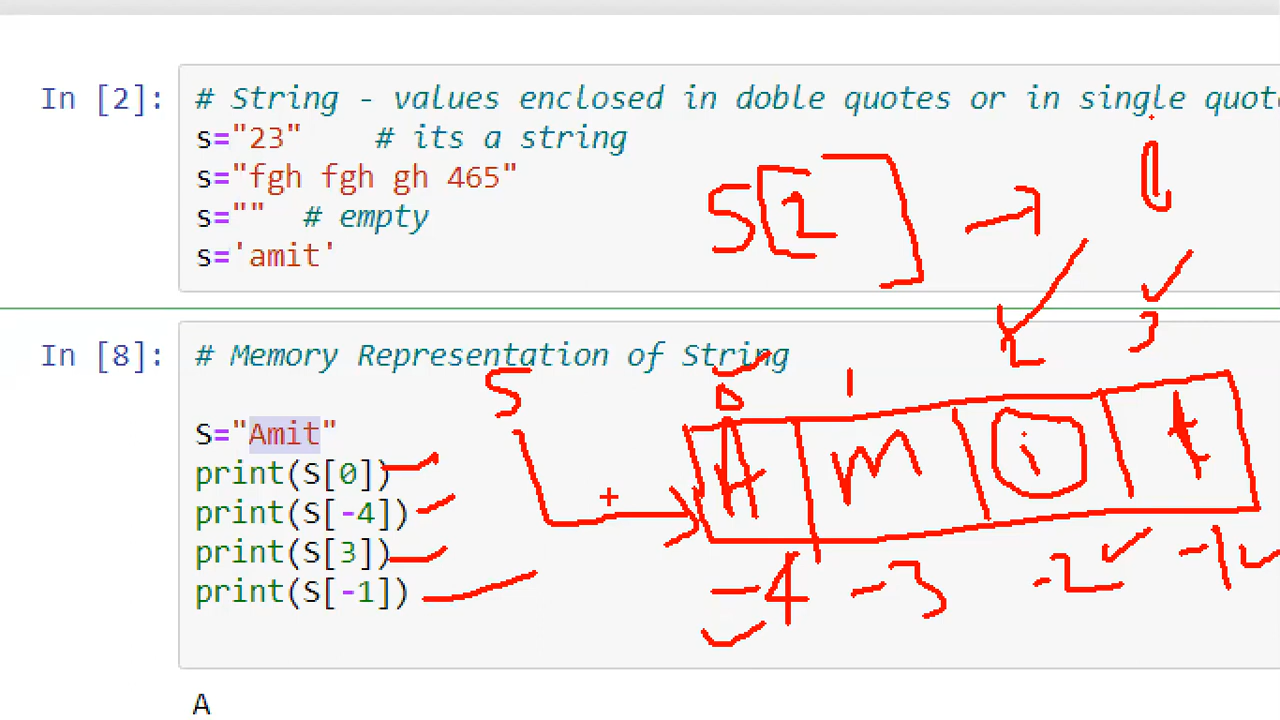 In [2]:
# String - values enclosed in doble quotes or in single quot
s="23"    # its a string
s="fgh fgh gh 465"
s=""  # empty
s='amit'
S[2] →
In [8]:
# Memory Representation of String
S
0 1 2 3
S="Amit"
print(S[0])
print(S[-4])
print(S[3])
print(S[-1])
A m i t
-4 -3 -2 -1
A